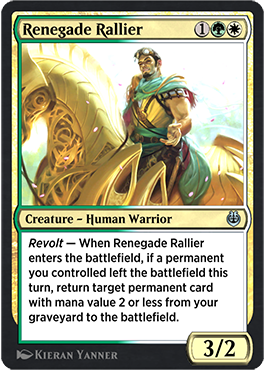 Renegade Rallier 1
Creature – Human Warrior
Revolt — When Renegade Rallier
enters the battlefield, if a permanent
you controlled left the battlefield this
turn, return target permanent card
with mana value 2 or less from your
graveyard to the battlefield.
3/2
KIERAN YANNER